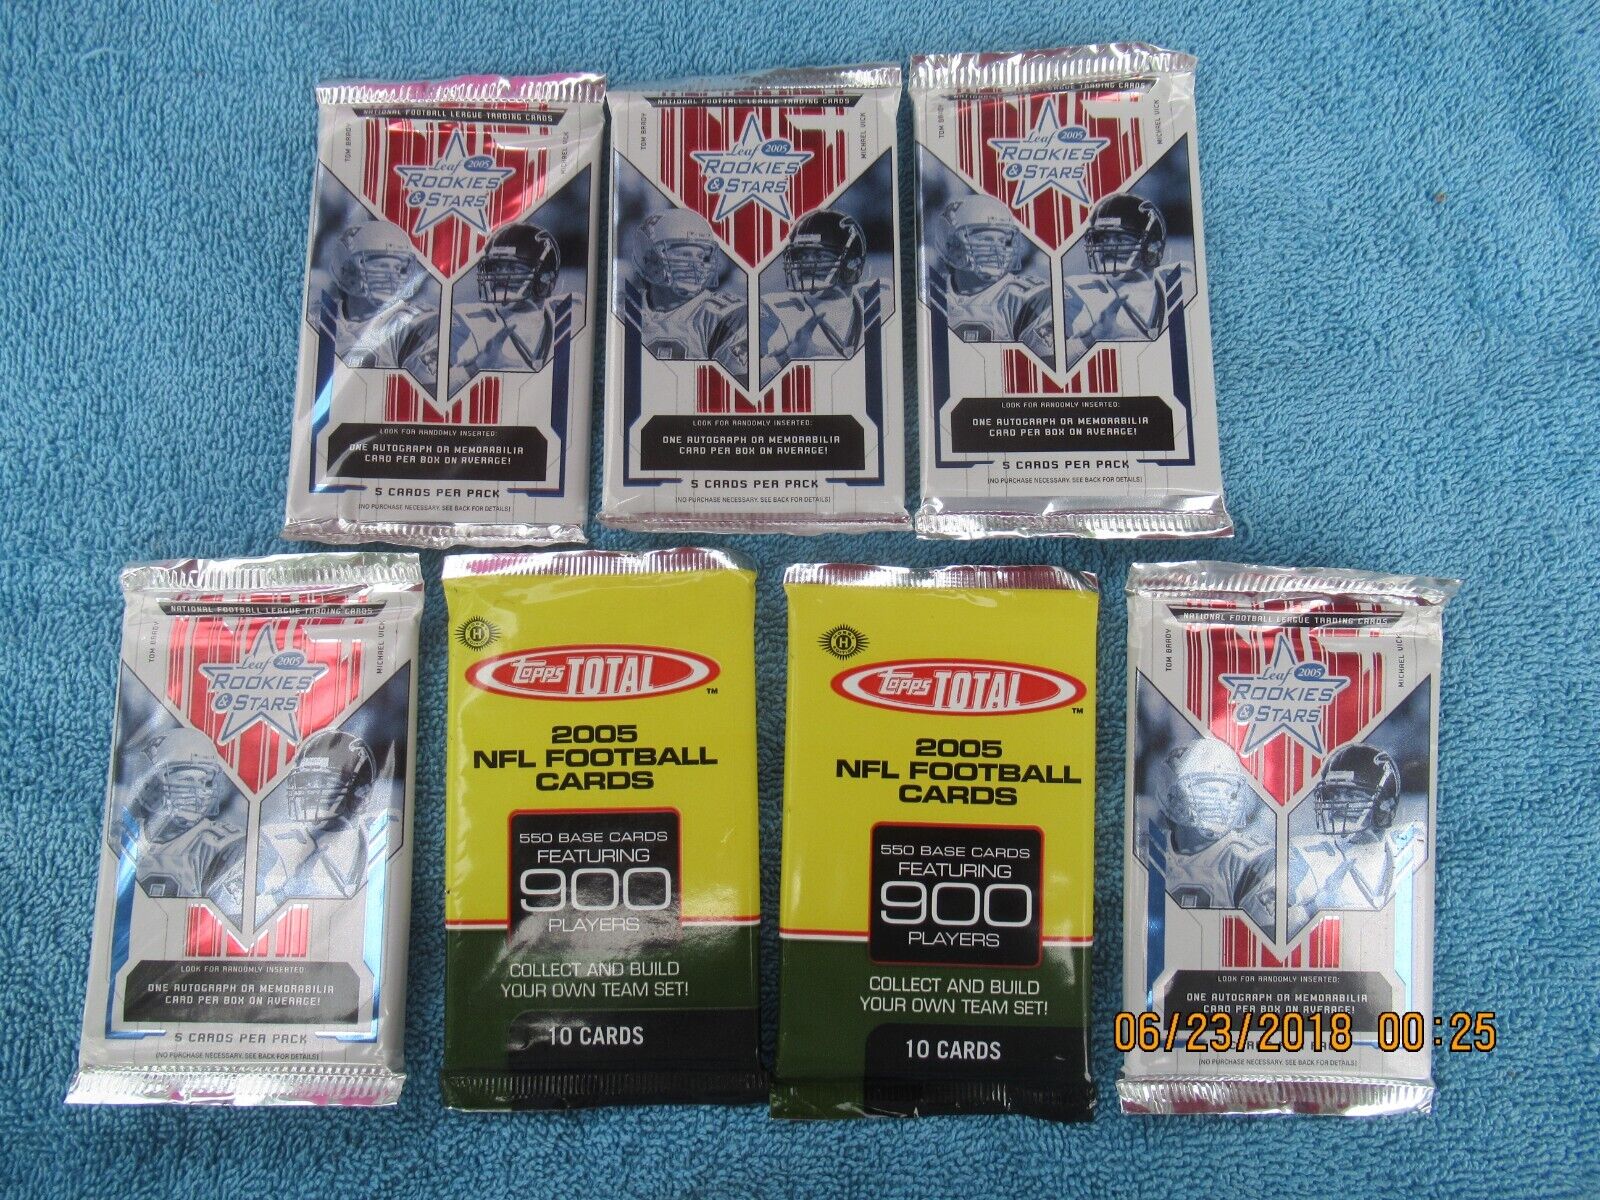 NATIONAL FOOTBALL LEAGUE TRADING CARDS
TOM BRADY
MICHAEL VICK
Leaf 2005
ROOKIES
& STARS
LOOK FOR RANDOMLY INSERTED:
ONE AUTOGRAPH OR MEMORABILIA
CARD PER BOX ON AVERAGE!
5 CARDS PER PACK
(NO PURCHASE NECESSARY. SEE BACK FOR DETAILS)
NATIONAL FOOTBALL LEAGUE TRADING CARDS
TOM BRADY
MICHAEL VICK
Leaf 2005
ROOKIES
& STARS
LOOK FOR RANDOMLY INSERTED:
ONE AUTOGRAPH OR MEMORABILIA
CARD PER BOX ON AVERAGE!
5 CARDS PER PACK
(NO PURCHASE NECESSARY. SEE BACK FOR DETAILS)
LEAGUE TRADING CARDS
TOM BRADY
MICHAEL VICK
Leaf 2005
ROOKIES
& STARS
LOOK FOR RANDOMLY INSERTED:
ONE AUTOGRAPH OR MEMORABILIA
CARD PER BOX ON AVERAGE!
5 CARDS PER PACK
(NO PURCHASE NECESSARY. SEE BACK FOR DETAILS)
NATIONAL FOOTBALL LEAGUE TRADING CARDS
TOM BRADY
MICHAEL VICK
Leaf 2005
ROOKIES
& STARS
LOOK FOR RANDOMLY INSERTED:
ONE AUTOGRAPH OR MEMORABILIA
CARD PER BOX ON AVERAGE!
5 CARDS PER PACK
(NO PURCHASE NECESSARY. SEE BACK FOR DETAILS)
H
Topps TOTAL ™
2005
NFL FOOTBALL
CARDS
550 BASE CARDS
FEATURING
900
PLAYERS
COLLECT AND BUILD
YOUR OWN TEAM SET!
10 CARDS
HOBBY
H
Topps TOTAL ™
2005
NFL FOOTBALL
CARDS
550 BASE CARDS
FEATURING
900
PLAYERS
COLLECT AND BUILD
YOUR OWN TEAM SET!
10 CARDS
NATIONAL FOOTBALL LEAGUE TRADING CARDS
TOM BRADY
MICHAEL VICK
Leaf 2005
ROOKIES
& STARS
LOOK FOR RANDOMLY INSERTED:
ONE AUTOGRAPH OR MEMORABILIA
CARD PER BOX ON AVERAGE!
(NO PURCHASE NECESSARY. SEE BACK FOR DETAILS)
06/23/2018 00:25